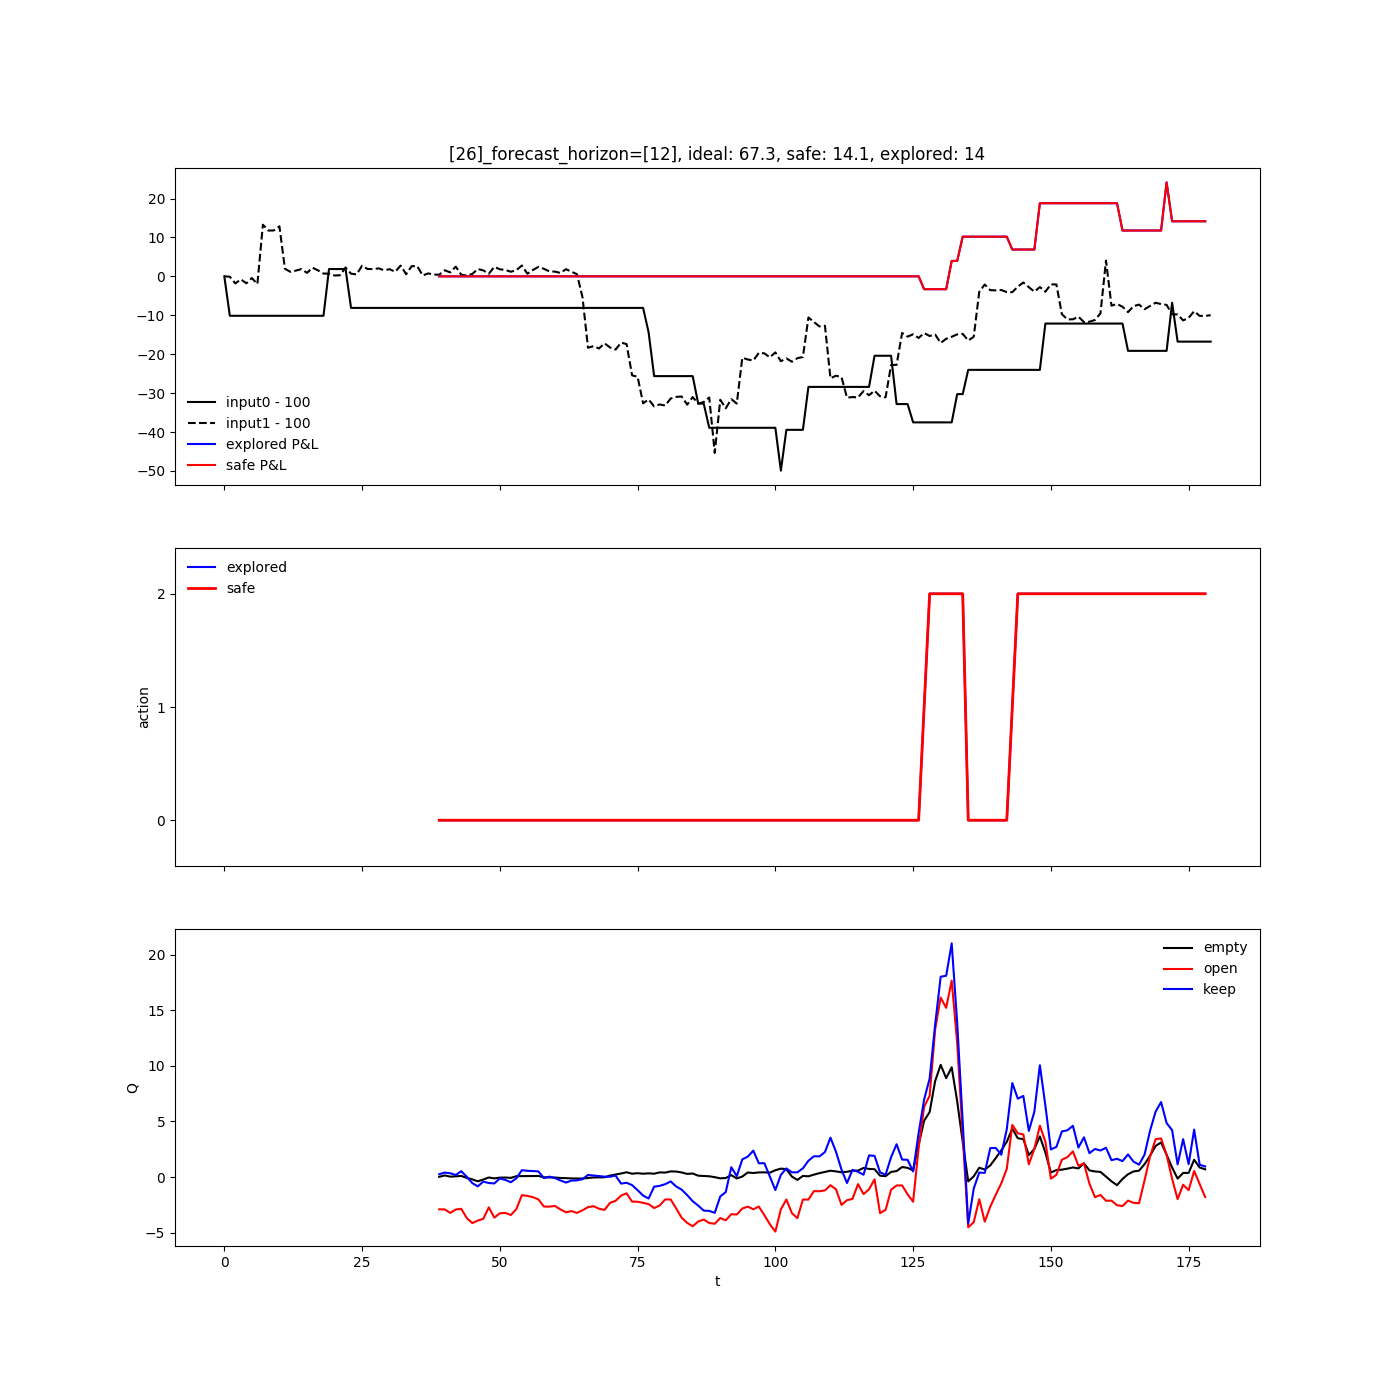 [26]_forecast_horizon=[12], ideal: 67.3, safe: 14.1, explored: 14
20
10
0
−10
−20
−30
−40
−50
input0 - 100
input1 - 100
explored P&L
safe P&L
explored
safe
2
1
0
action
empty
open
keep
20
15
10
5
0
−5
Q
0 25 50 75 100 125 150 175
t